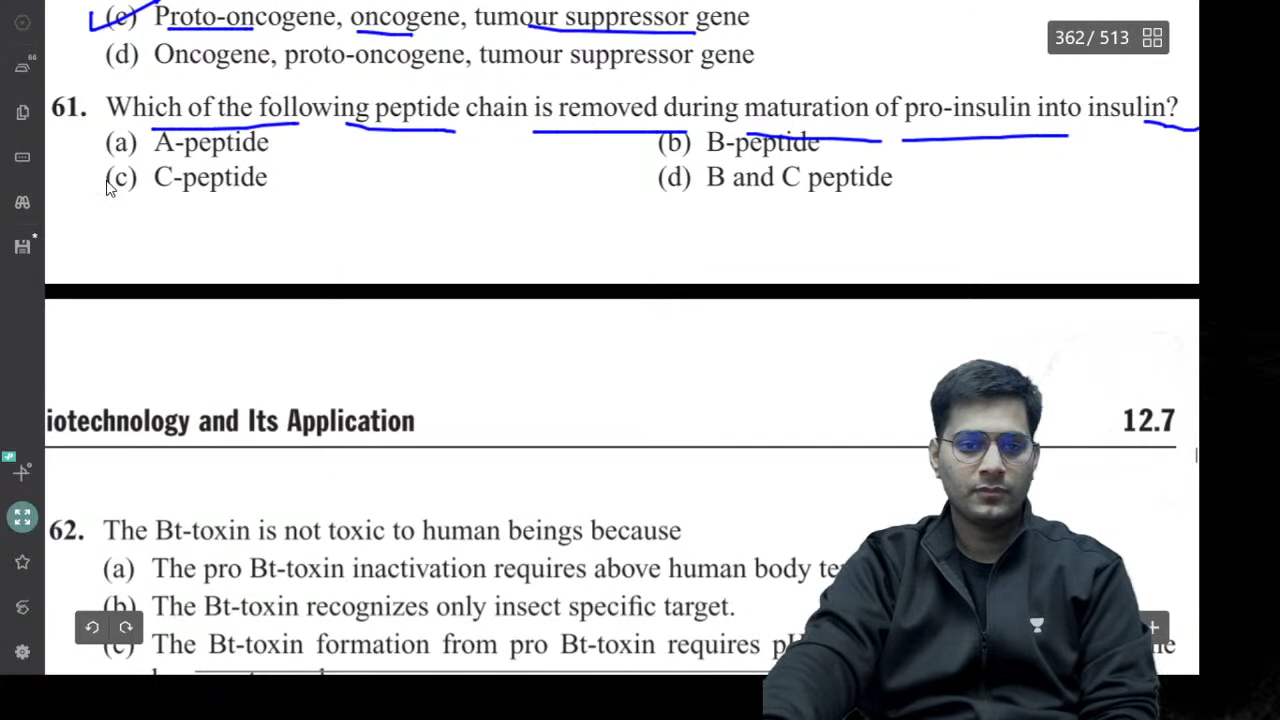 (c) Proto-oncogene, oncogene, tumour suppressor gene
362 / 513
(d) Oncogene, proto-oncogene, tumour suppressor gene
66
61. Which of the following peptide chain is removed during maturation of pro-insulin into insulin?
(a) A-peptide (b) B-peptide
(c) C-peptide (d) B and C peptide
iotechnology and Its Application 12.7
62. The Bt-toxin is not toxic to human beings because
(a) The pro Bt-toxin inactivation requires above human body
(b) The Bt-toxin recognizes only insect specific target.
(c) The Bt-toxin formation from pro Bt-toxin requires